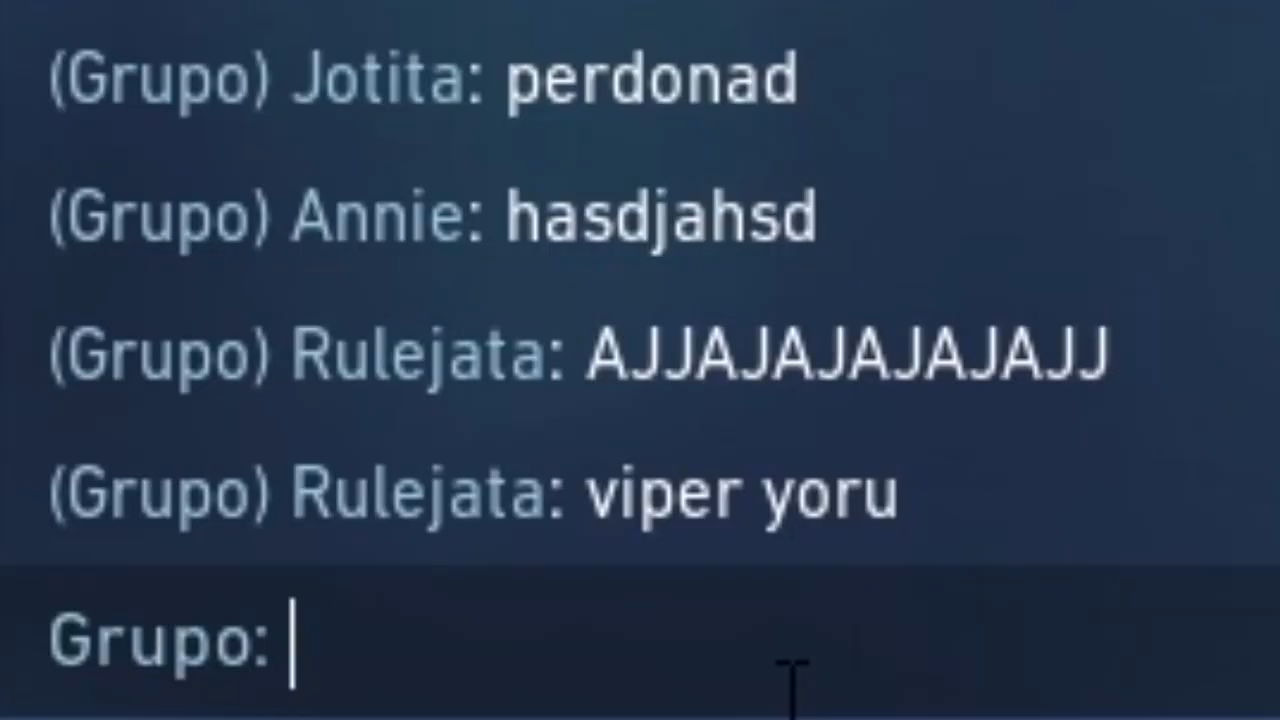 (Grupo) Jotita: perdonad
(Grupo) Annie: hasdjahsd
(Grupo) Rulejata: AJJAJAJAJAJAJJ
(Grupo) Rulejata: viper yoru
Grupo: